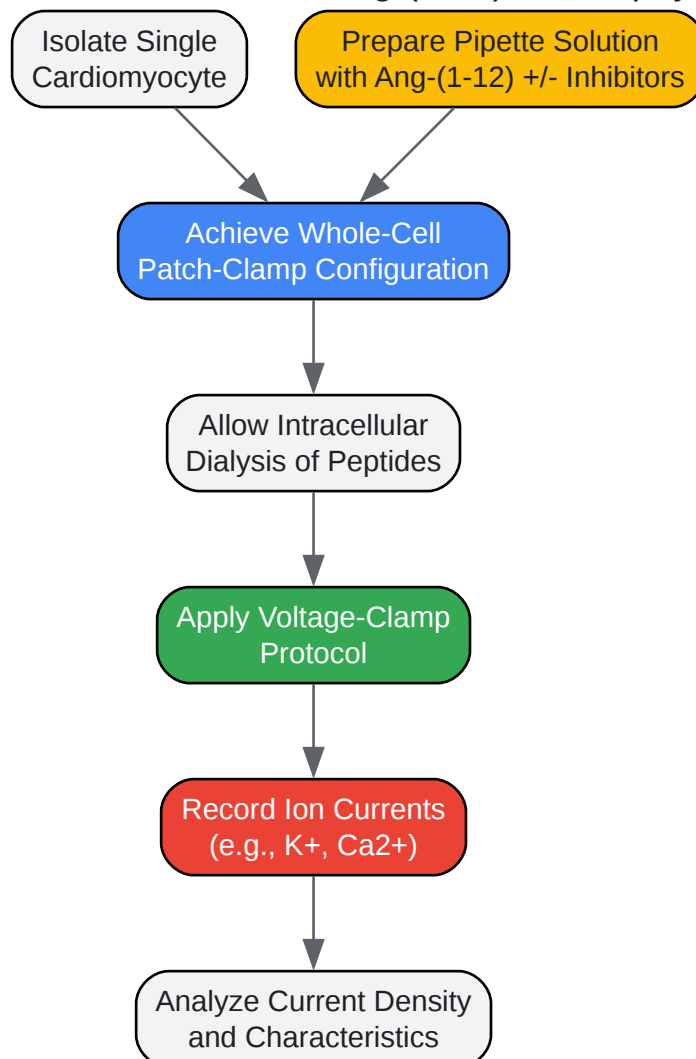 Isolate Single
Cardiomyocyte
Prepare Pipette Solution
with Ang-(1-12) +/- Inhibitors
Achieve Whole-Cell
Patch-Clamp Configuration
Allow Intracellular
Dialysis of Peptides
Apply Voltage-Clamp
Protocol
Record Ion Currents
(e.g., K+, Ca2+)
Analyze Current Density
and Characteristics